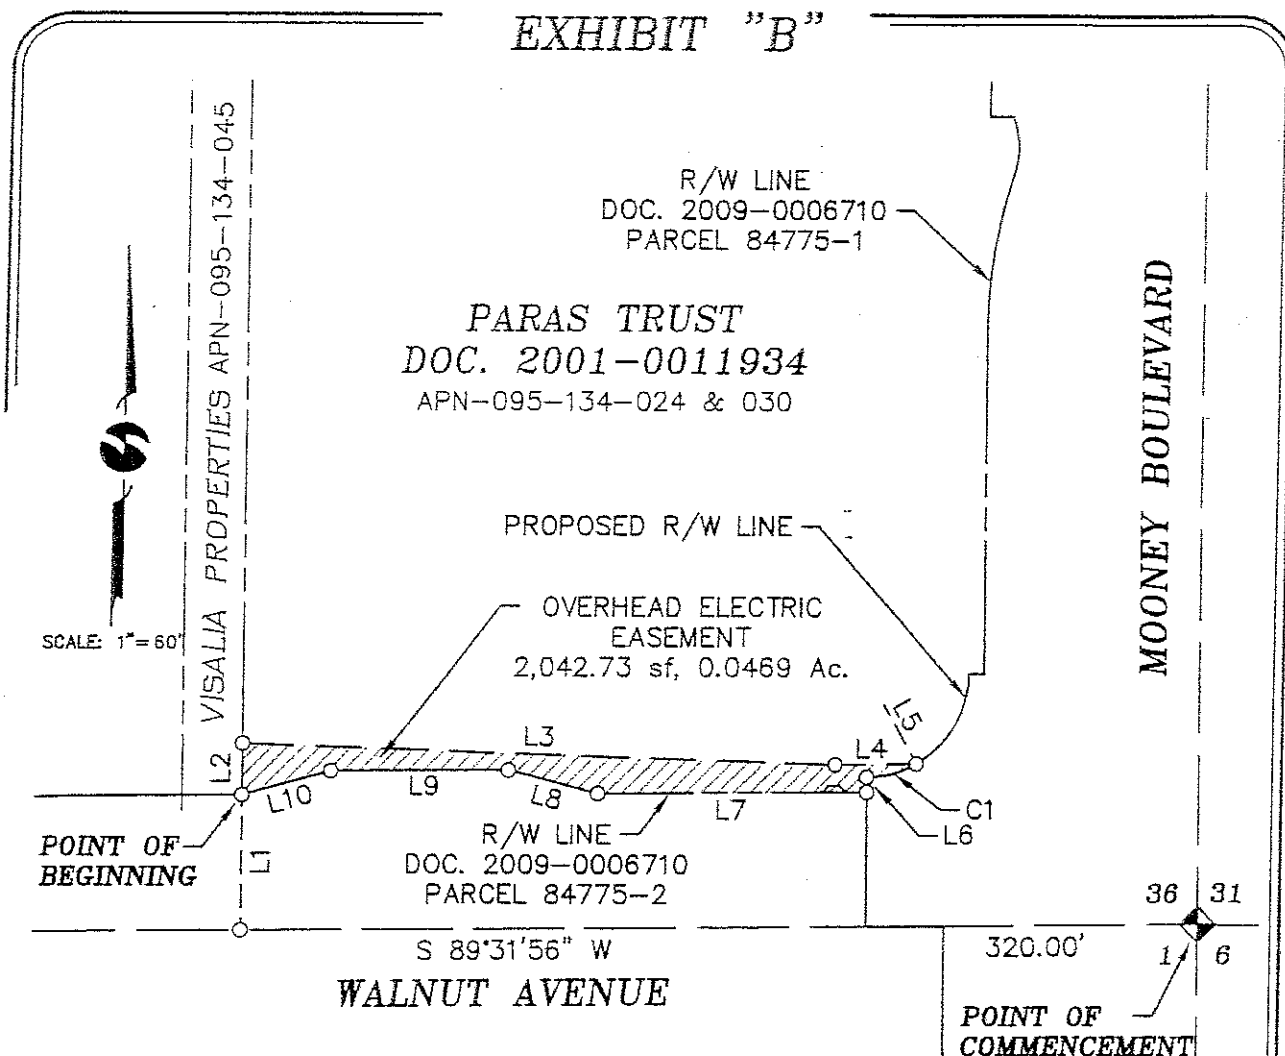 EXHIBIT "B"
VISALIA PROPERTIES APN-095-134-045
R/W LINE
DOC. 2009-0006710
PARCEL 84775-1
PARAS TRUST
DOC. 2001-0011934
APN-095-134-024 & 030
MOONEY BOULEVARD
PROPOSED R/W LINE
OVERHEAD ELECTRIC
EASEMENT
2,042.73 sf, 0.0469 Ac.
SCALE: 1"=60'
L5
L2
L3
L4
L10
L9
L8
L7
C1
L6
POINT OF
BEGINNING
L1
R/W LINE
DOC. 2009-0006710
PARCEL 84775-2
36 31
1 6
S 89°31'56" W
320.00'
WALNUT AVENUE
POINT OF
COMMENCEMENT